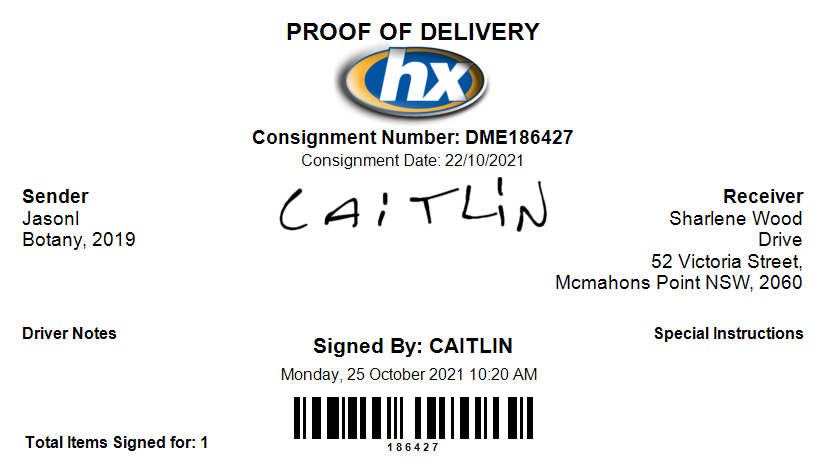 PROOF OF DELIVERY
hx
Consignment Number: DME186427
Consignment Date: 22/10/2021
CAiTLiN
Sender
JasonI
Botany, 2019
Receiver
Sharlene Wood
Drive
52 Victoria Street,
Mcmahons Point NSW, 2060
Driver Notes
Signed By: CAITLIN
Monday, 25 October 2021 10:20 AM
Special Instructions
186427
Total Items Signed for: 1